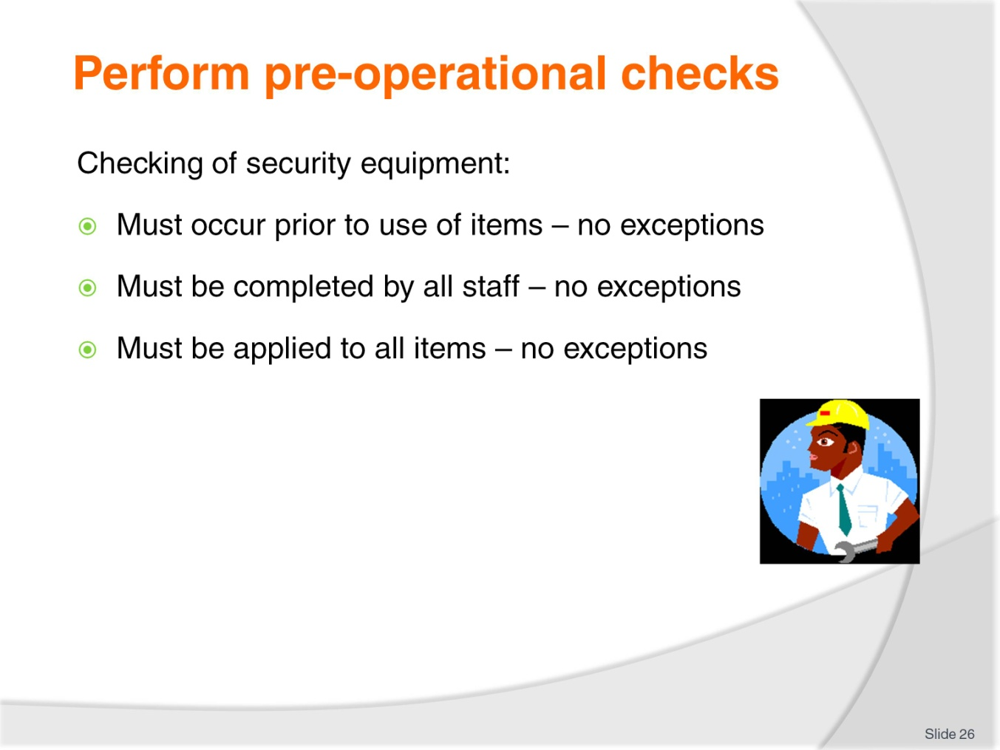 Perform pre-operational checks
Checking of security equipment:
Must occur prior to use of items – no exceptions
Must be completed by all staff – no exceptions
Must be applied to all items – no exceptions
Slide 26